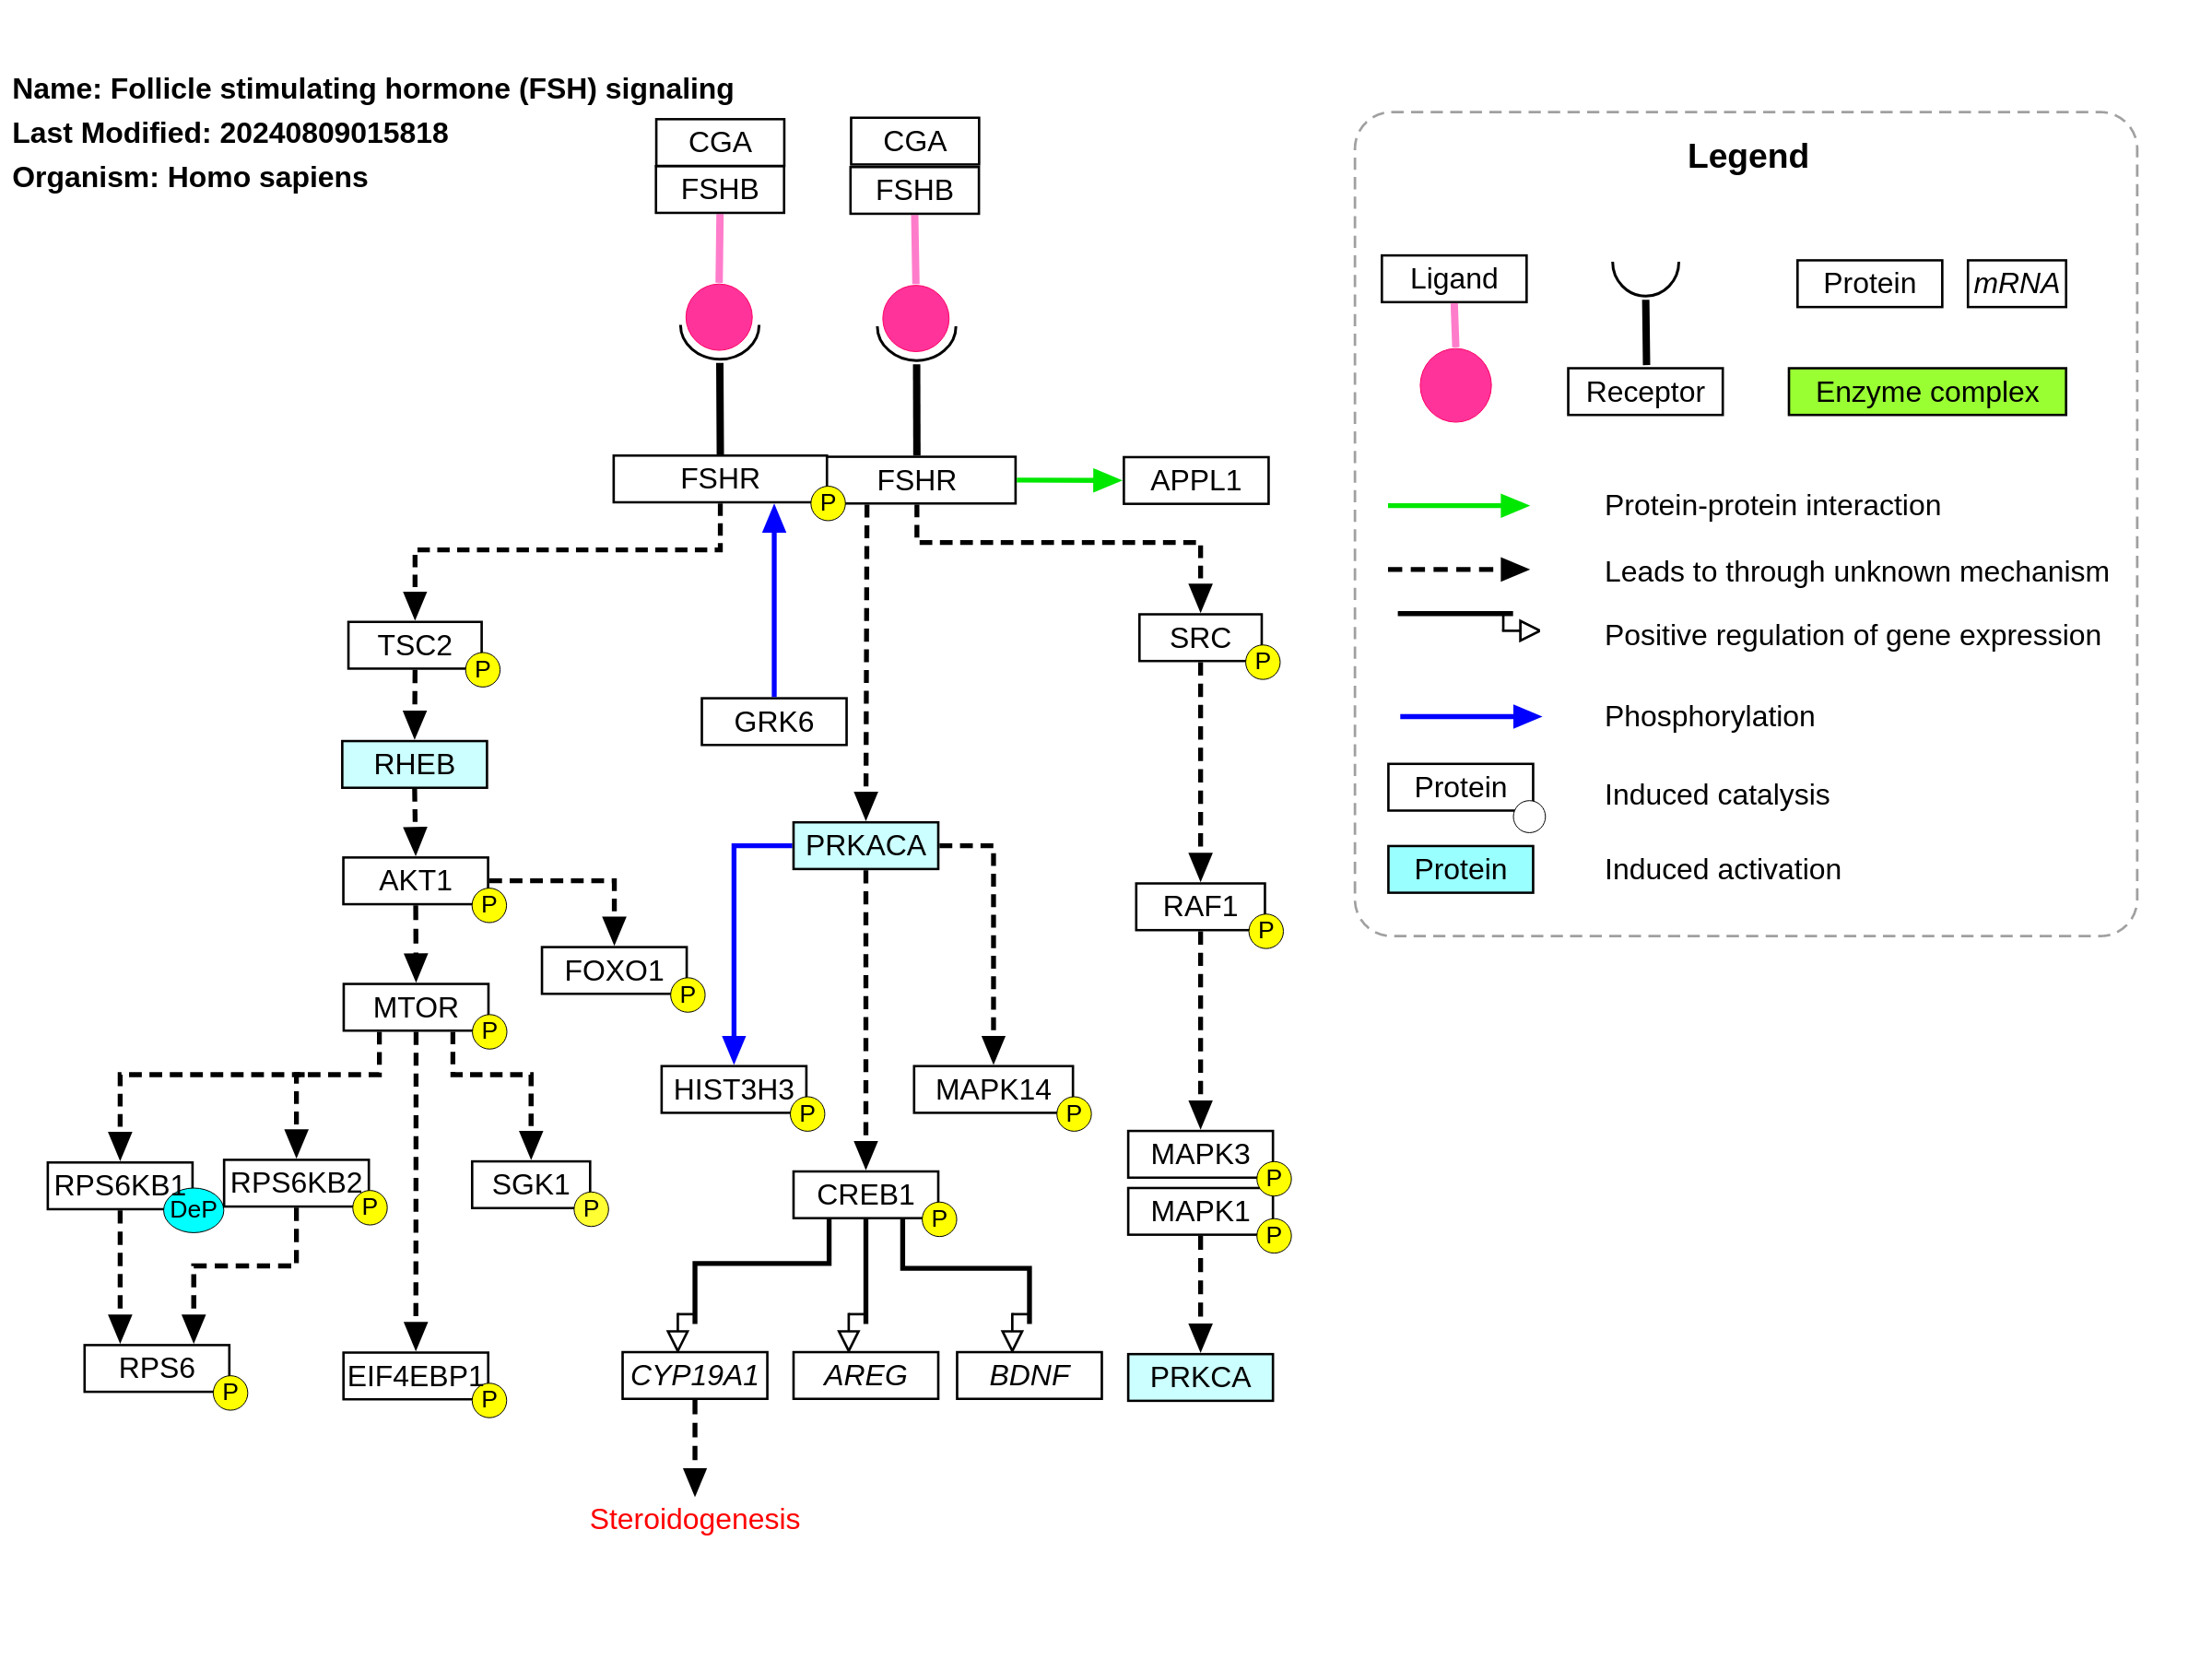 Name: Follicle stimulating hormone (FSH) signaling
Last Modified: 20240809015818
Organism: Homo sapiens
CGA
FSHB
CGA
FSHB
FSHR
P
FSHR
APPL1
TSC2
P
GRK6
SRC
P
RHEB
PRKACA
AKT1
P
FOXO1
P
RAF1
P
MTOR
P
HIST3H3
P
MAPK14
P
RPS6KB1
DeP
RPS6KB2
P
SGK1
P
CREB1
P
MAPK3
P
MAPK1
P
RPS6
P
EIF4EBP1
P
CYP19A1
AREG
BDNF
PRKCA
Steroidogenesis
Legend
Ligand
Receptor
Protein
mRNA
Enzyme complex
Protein-protein interaction
Leads to through unknown mechanism
Positive regulation of gene expression
Phosphorylation
Protein
Induced catalysis
Protein
Induced activation